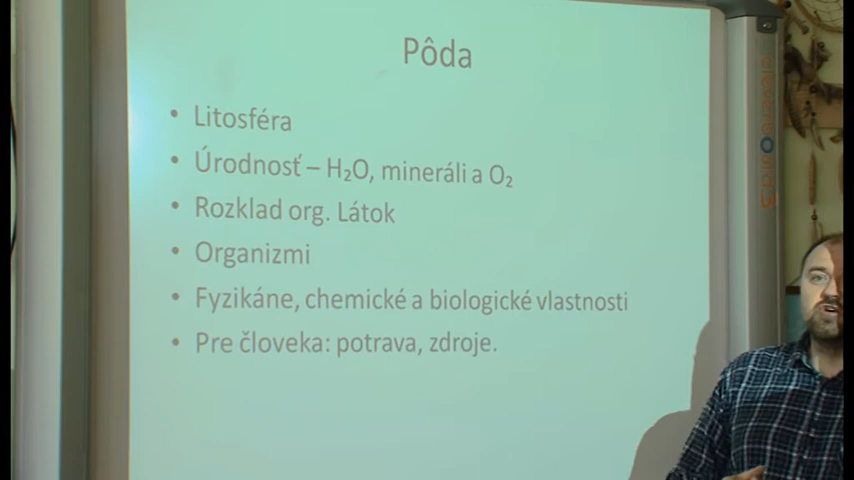 Pôda
• Litosféra
• Úrodnosť – H₂O, mineráli a O₂
• Rozklad org. Látok
• Organizmi
• Fyzikáne, chemické a biologické vlastnosti
• Pre človeka: potrava, zdroje.